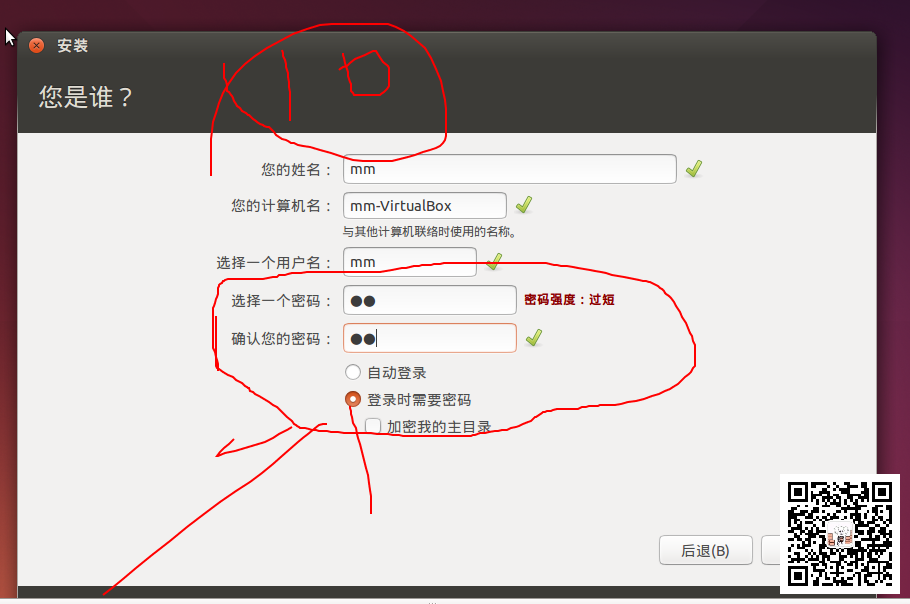 安装
您是谁？
您的姓名： mm
您的计算机名： mm-VirtualBox
与其他计算机联络时使用的名称。
选择一个用户名： mm
选择一个密码： ●● 密码强度：过短
确认您的密码： ●●
自动登录
登录时需要密码
加密我的主目录
后退(B)